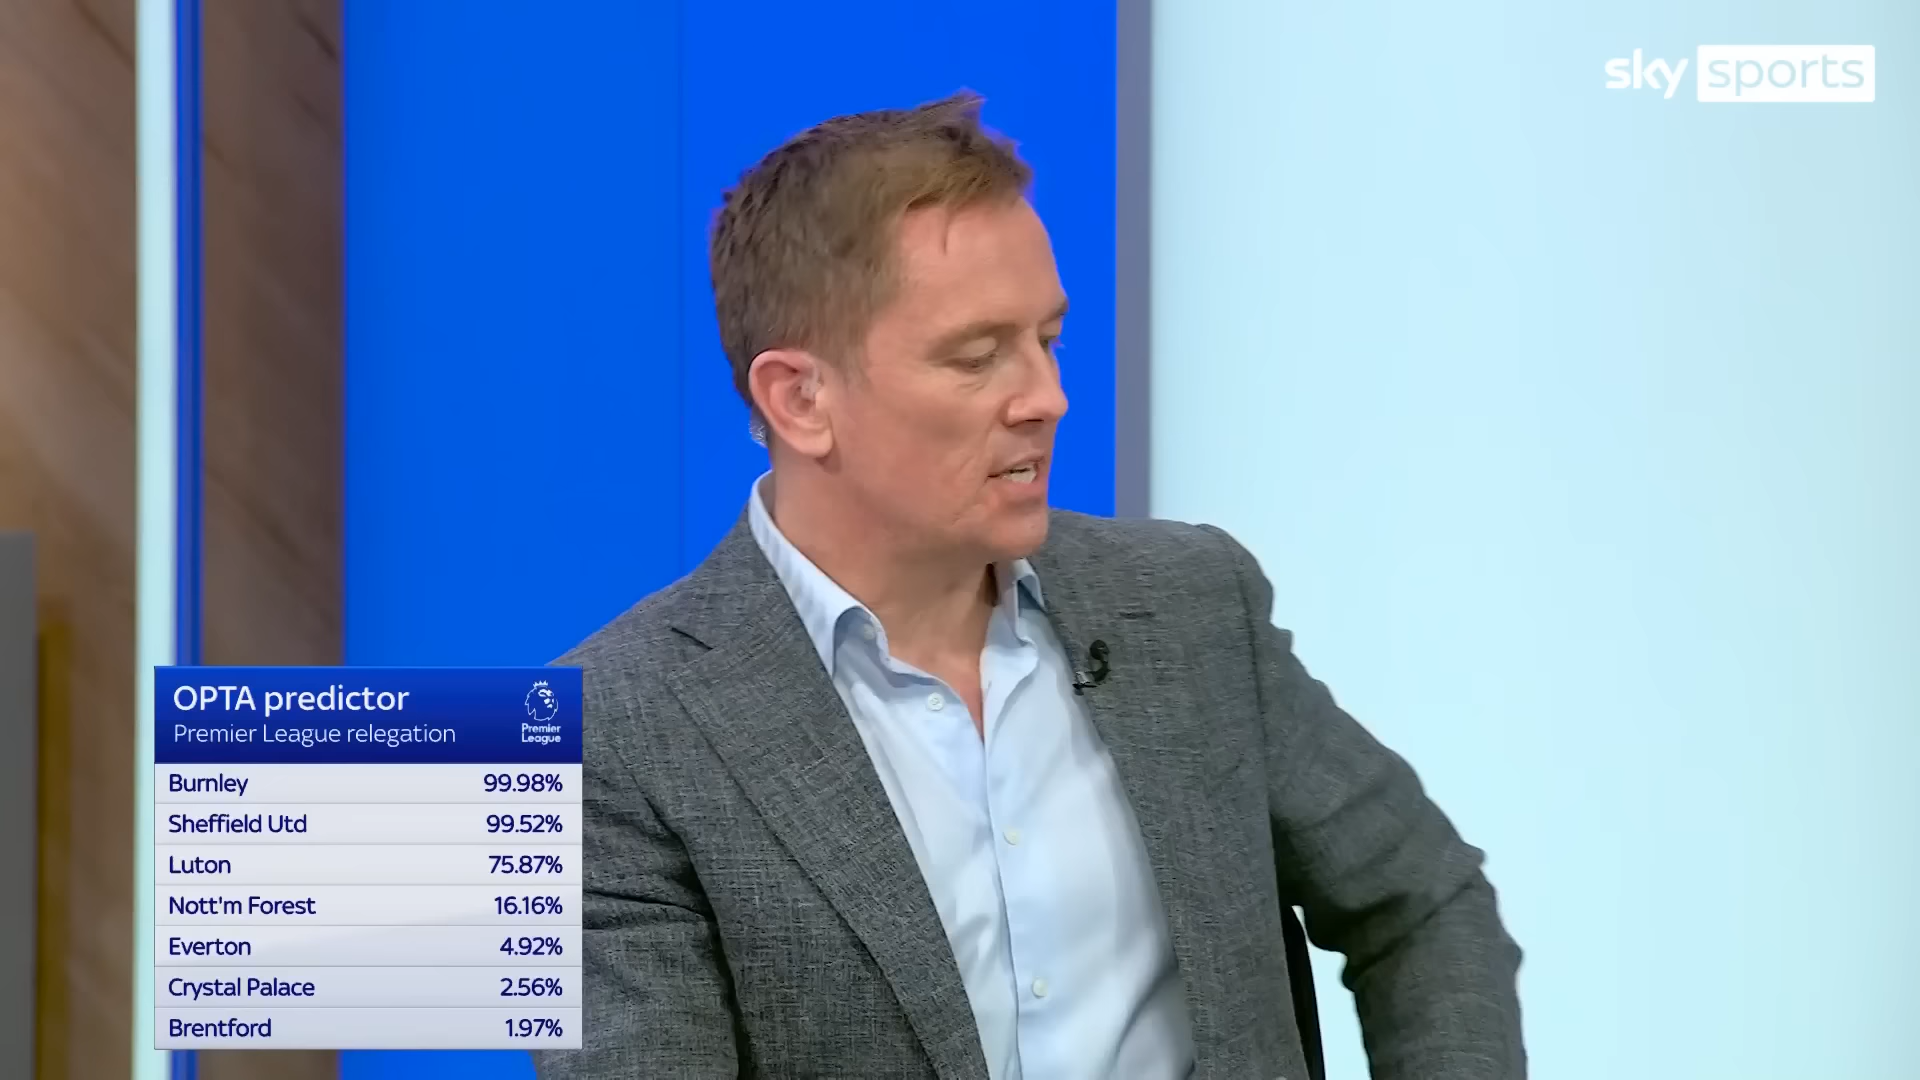 sky sports
OPTA predictor
Premier League relegation
Premier
League
Burnley 99.98%
Sheffield Utd 99.52%
Luton 75.87%
Nott'm Forest 16.16%
Everton 4.92%
Crystal Palace 2.56%
Brentford 1.97%